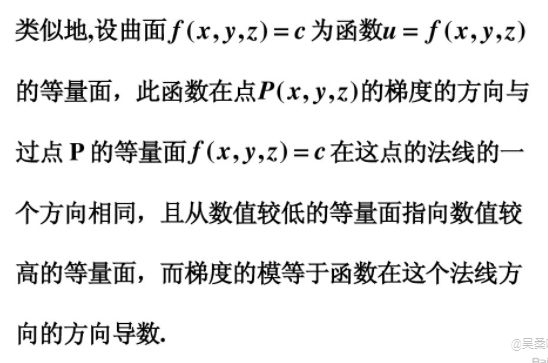 类似地,设曲面f(x,y,z)=c为函数u=f(x,y,z)
的等量面，此函数在点P(x,y,z)的梯度的方向与
过点 P 的等量面f(x,y,z)=c在这点的法线的一
个方向相同，且从数值较低的等量面指向数值较
高的等量面，而梯度的模等于函数在这个法线方
向的方向导数.